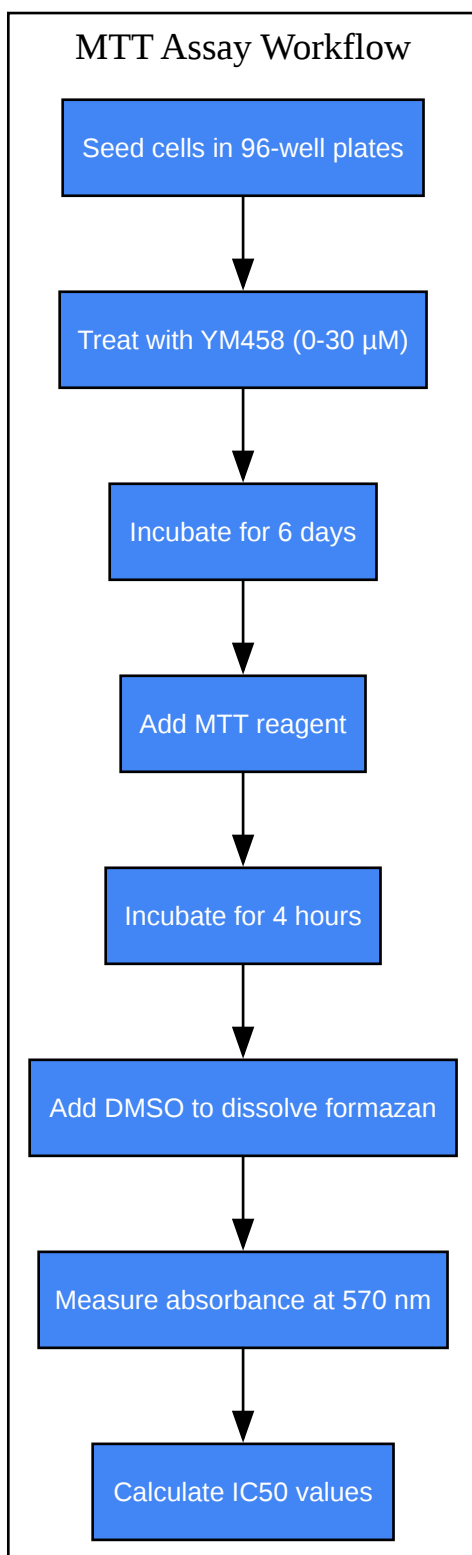 MTT Assay Workflow
Seed cells in 96-well plates
Treat with YM458 (0-30 µM)
Incubate for 6 days
Add MTT reagent
Incubate for 4 hours
Add DMSO to dissolve formazan
Measure absorbance at 570 nm
Calculate IC50 values